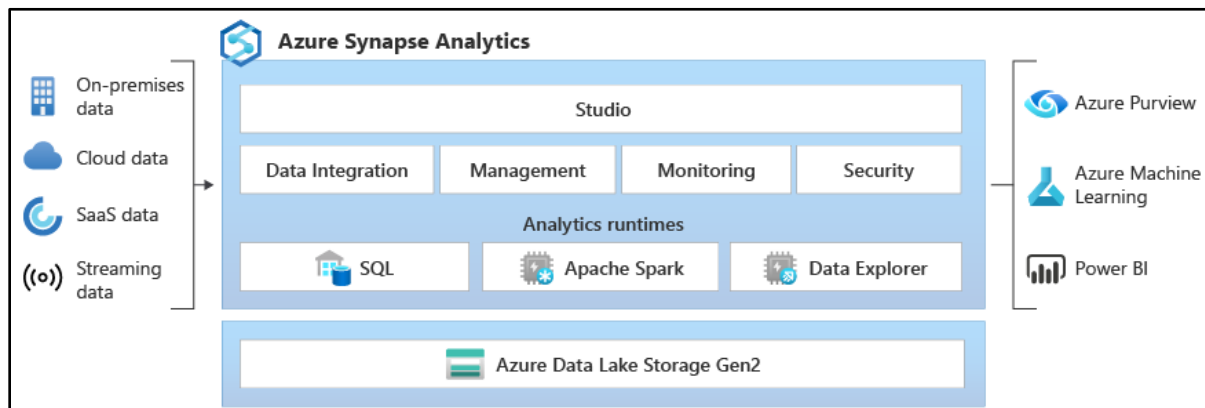 Azure Synapse Analytics
On-premises
data
Cloud data
SaaS data
Streaming
data
Studio
Data Integration
Management
Monitoring
Security
Analytics runtimes
SQL
Apache Spark
Data Explorer
Azure Data Lake Storage Gen2
Azure Purview
Azure Machine
Learning
Power BI